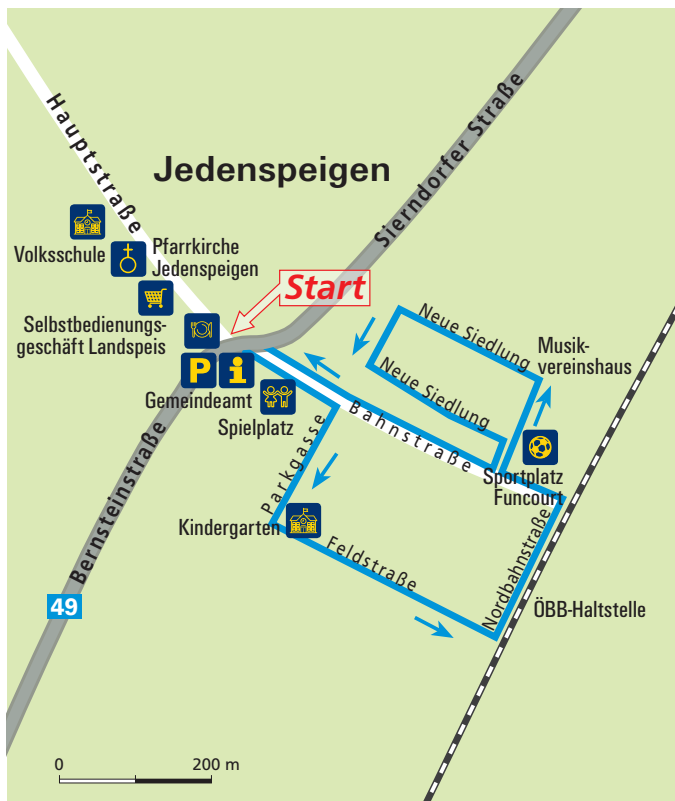 Hauptstraße
Jedenspeigen
Sierndorfer Straße
Volksschule
Pfarrkirche
Jedenspeigen
Start
Selbstbedienungs-
geschäft Landspeis
P
i
Gemeindeamt
Spielplatz
Neue Siedlung
Musik-
vereinshaus
Neue Siedlung
Bahnstraße
Sportplatz
Funcourt
Parkgasse
Kindergarten
Feldstraße
Nordbahnstraße
ÖBB-Haltstelle
Bernsteinstraße
49
0 200 m